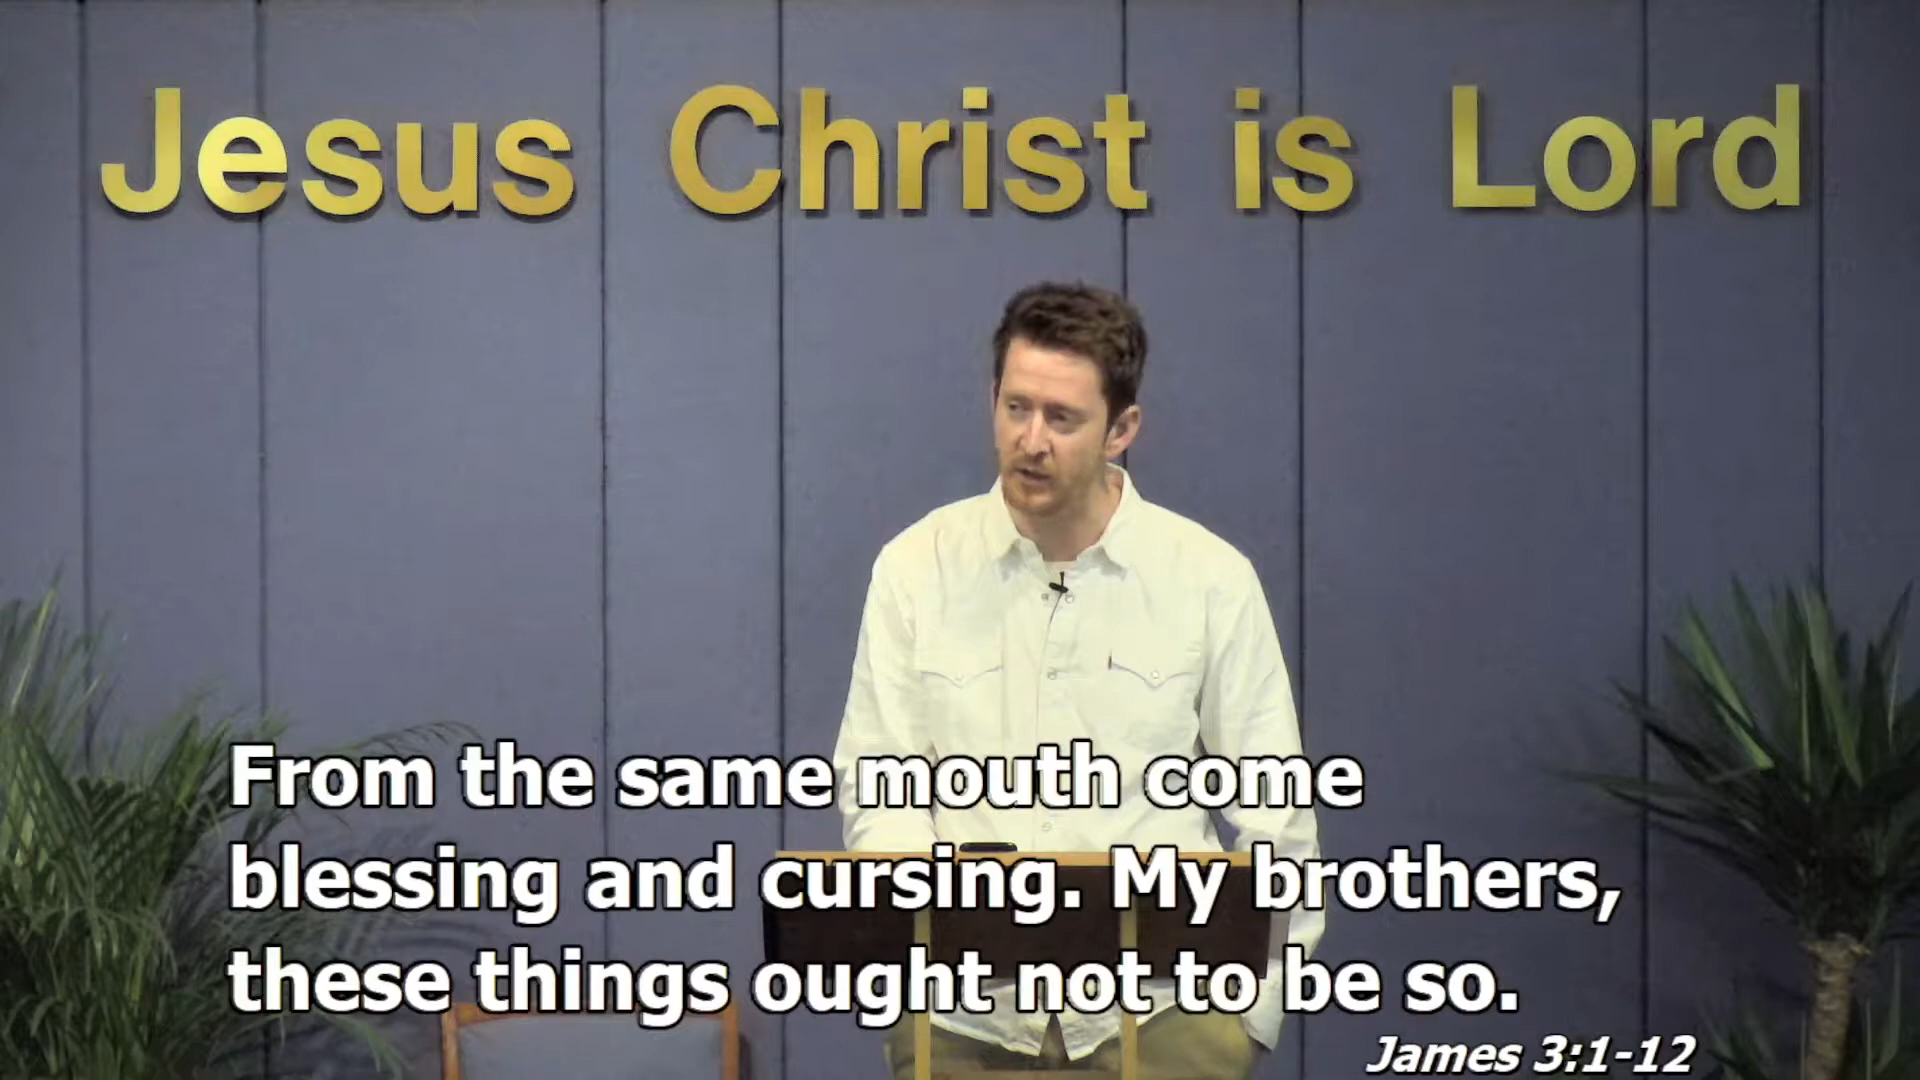 Jesus Christ is Lord
From the same mouth come
blessing and cursing. My brothers,
these things ought not to be so.
James 3:1-12